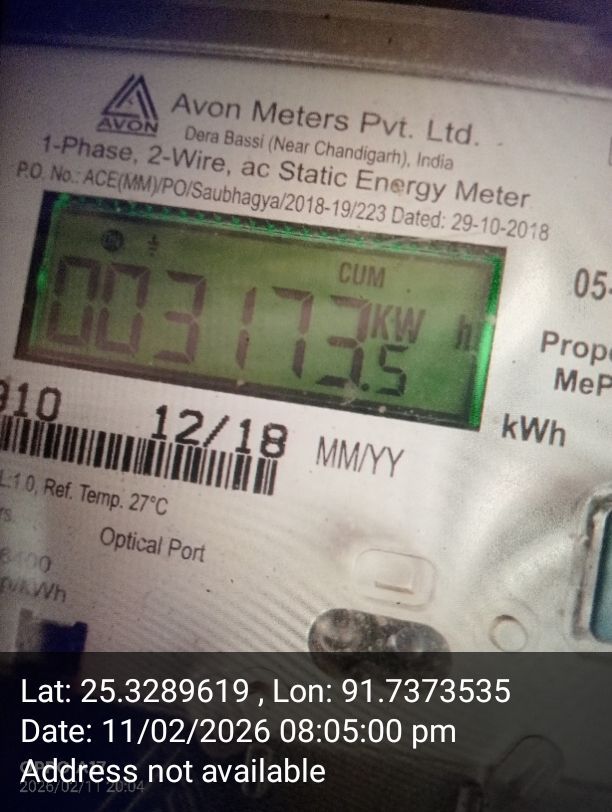 AVON
Avon Meters Pvt. Ltd.
Dera Bassi (Near Chandigarh), India
1-Phase, 2-Wire, ac Static Energy Meter
P.O. No.: ACE(MM)/PO/Saubhagya/2018-19/223 Dated: 29-10-2018
CUM
003173.5 KW h
05-
Prop
MeP
kWh
910 12/18 MM/YY
L:1.0, Ref. Temp. 27°C
rs.
Optical Port
6400
p/kWh
Lat: 25.3289619 , Lon: 91.7373535
Date: 11/02/2026 08:05:00 pm
Address not available
2026/02/11 20:04